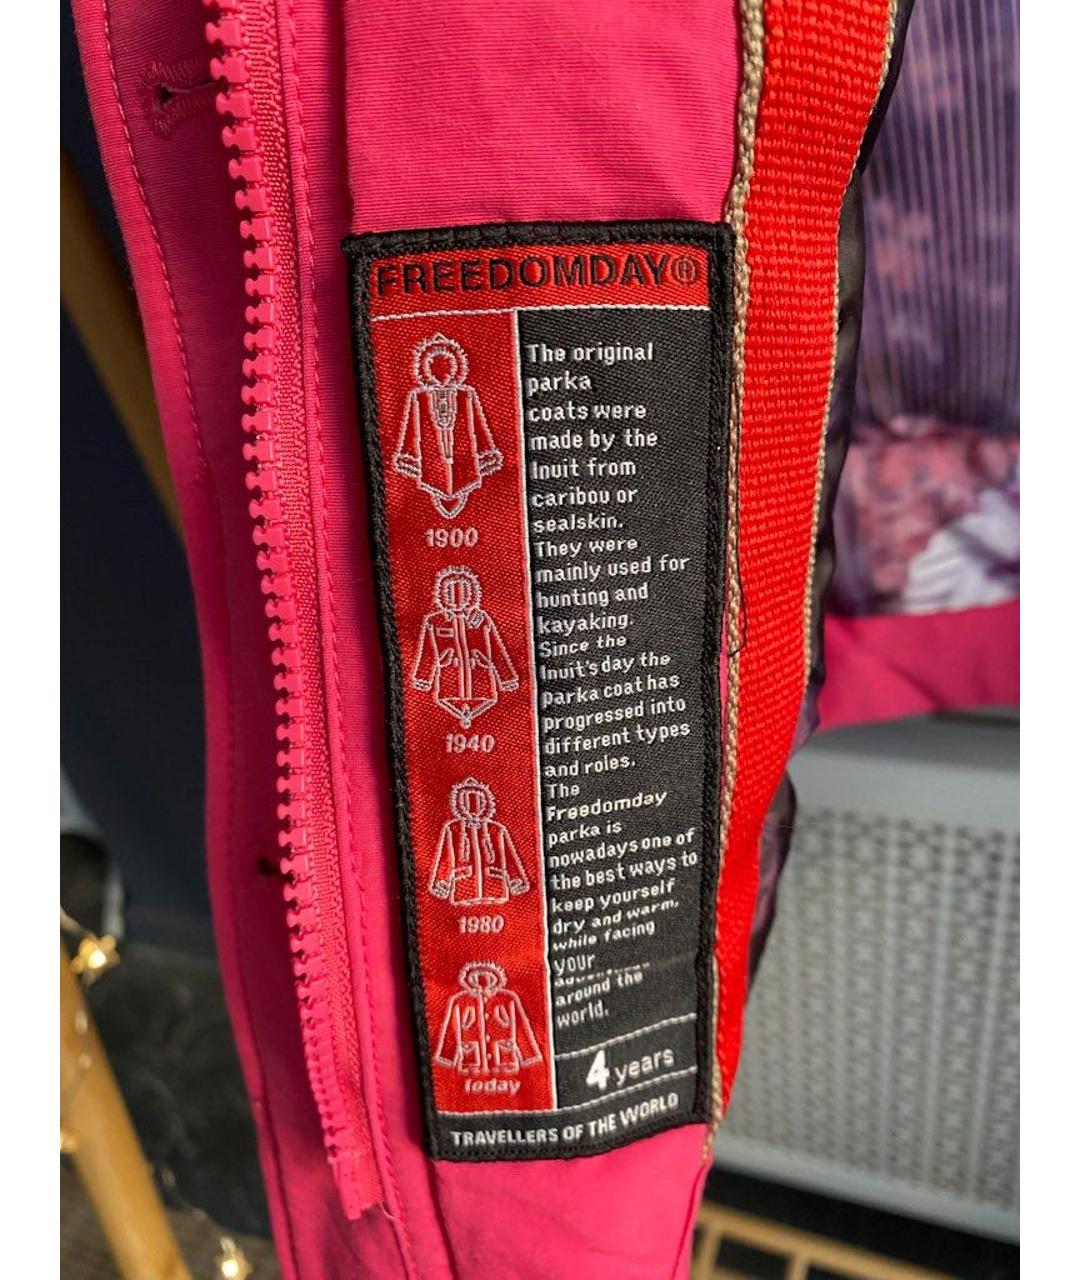 FREEDOMDAY®
1900
1940
1980
today
The original
parka
coats were
made by the
Inuit from
caribou or
sealskin.
They were
mainly used for
hunting and
kayaking.
Since the
Inuit's day the
parka coat has
progressed into
different types
and roles.
The
Freedomday
parka is
nowadays one of
the best ways to
keep yourself
dry and warm,
while facing
your
around the
world.
4 years
TRAVELLERS OF THE WORLD